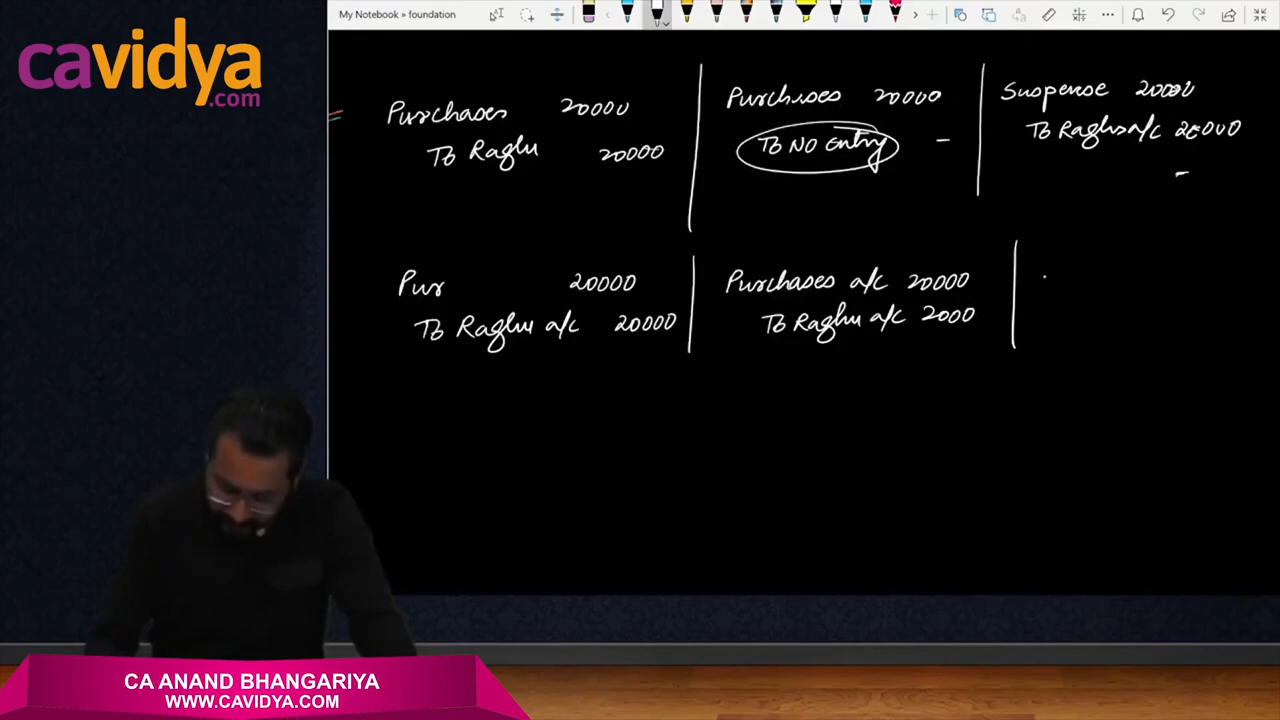 cavidya
.com
My Notebook » foundation
Purchases 20000
To Raghu 20000
Purchases 20000
To NO Entry -
Suspense 20000
To Raghu a/c 20000
Pur 20000
To Raghu a/c 20000
Purchases a/c 20000
To Raghu a/c 2000
CA ANAND BHANGARIYA
WWW.CAVIDYA.COM